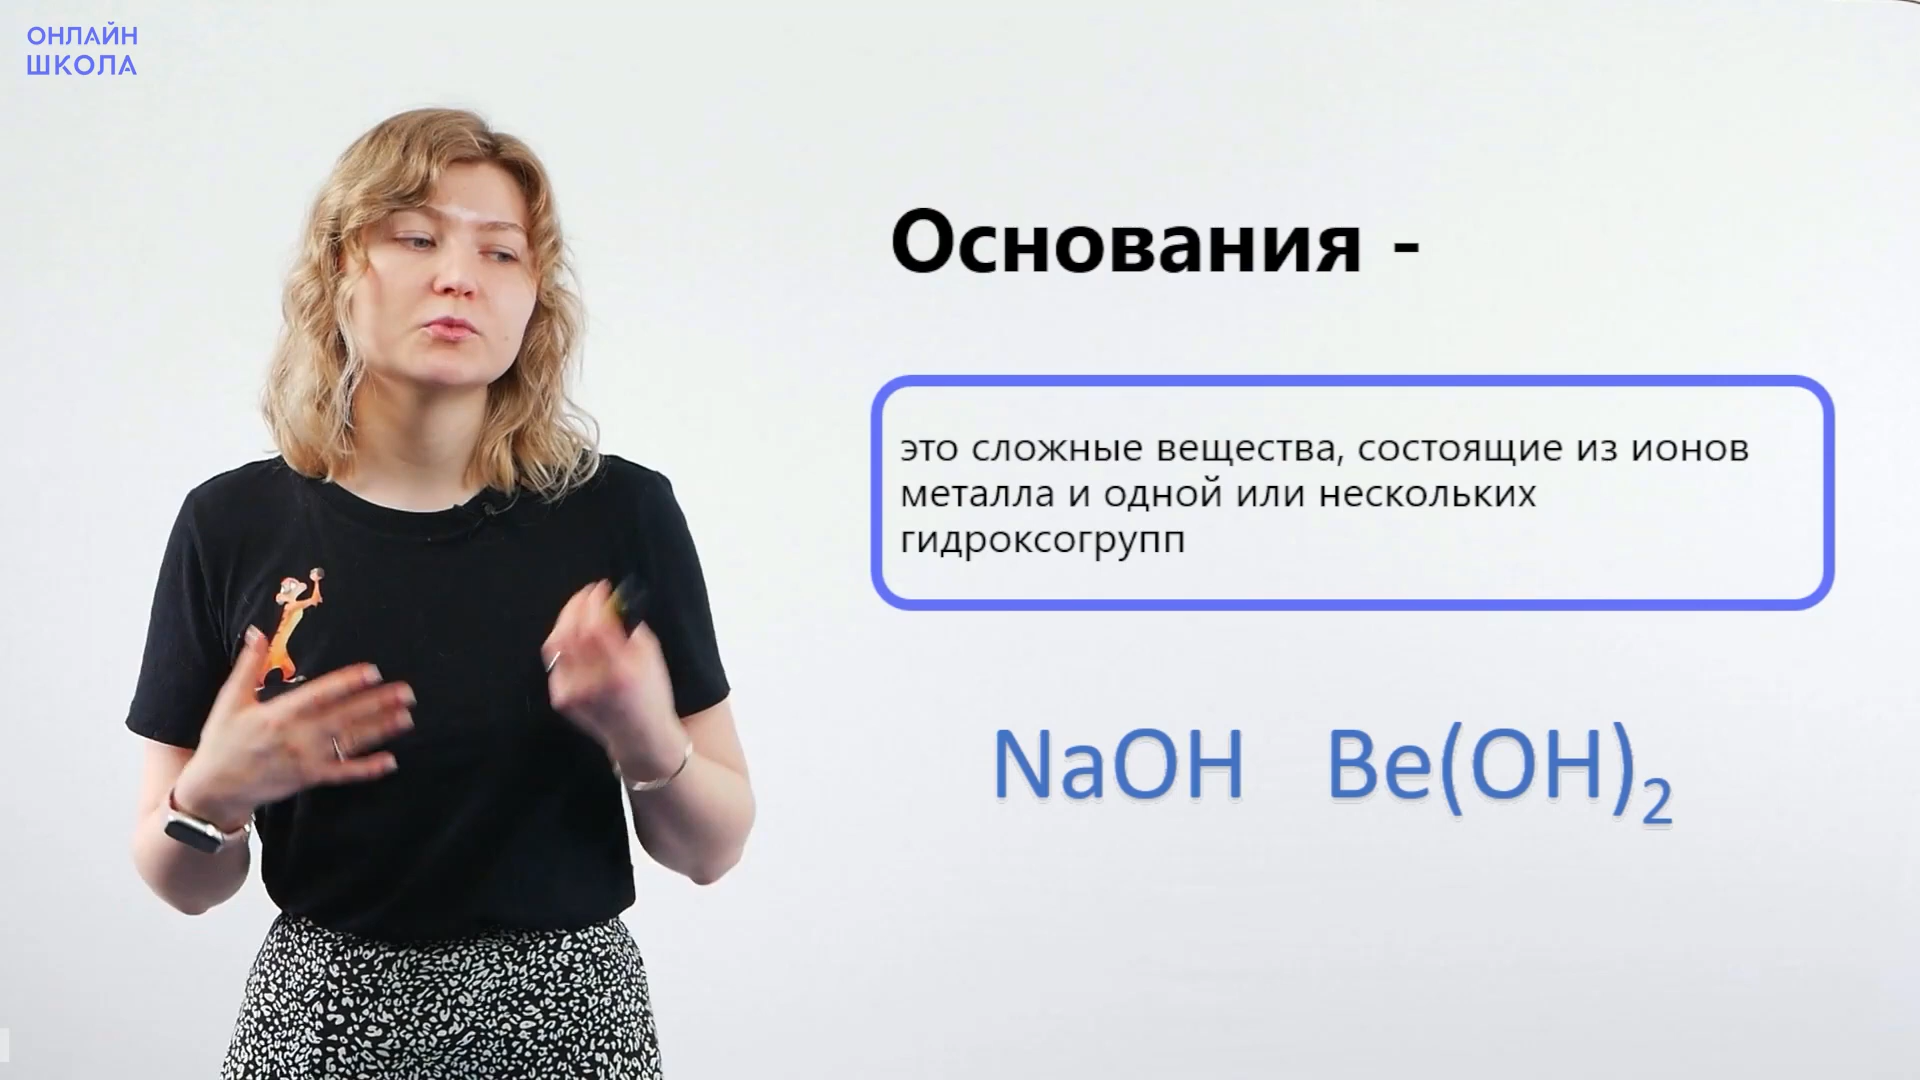 ОНЛАЙН
ШКОЛА
Основания -
это сложные вещества, состоящие из ионов
металла и одной или нескольких
гидроксогрупп
NaOH Be(OH)₂